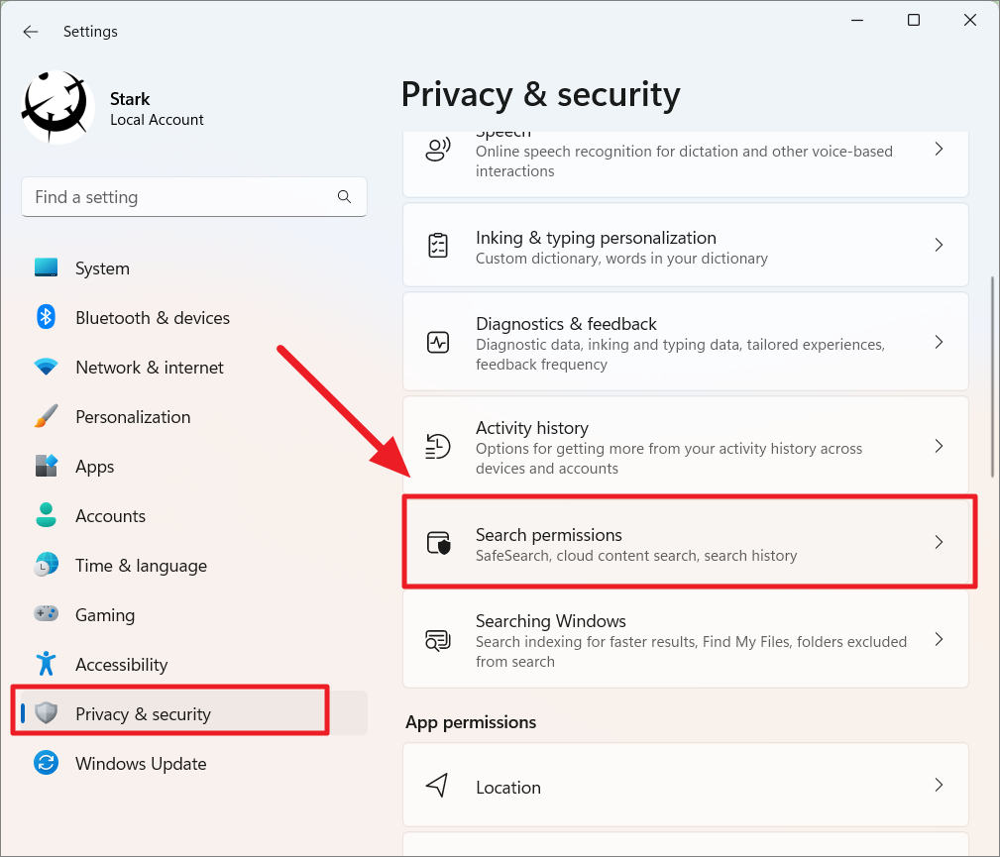 Settings
Stark
Local Account
Find a setting
System
Bluetooth & devices
Network & internet
Personalization
Apps
Accounts
Time & language
Gaming
Accessibility
Privacy & security
Windows Update
Privacy & security
Speech
Online speech recognition for dictation and other voice-based
interactions
Inking & typing personalization
Custom dictionary, words in your dictionary
Diagnostics & feedback
Diagnostic data, inking and typing data, tailored experiences,
feedback frequency
Activity history
Options for getting more from your activity history across
devices and accounts
Search permissions
SafeSearch, cloud content search, search history
Searching Windows
Search indexing for faster results, Find My Files, folders excluded
from search
App permissions
Location